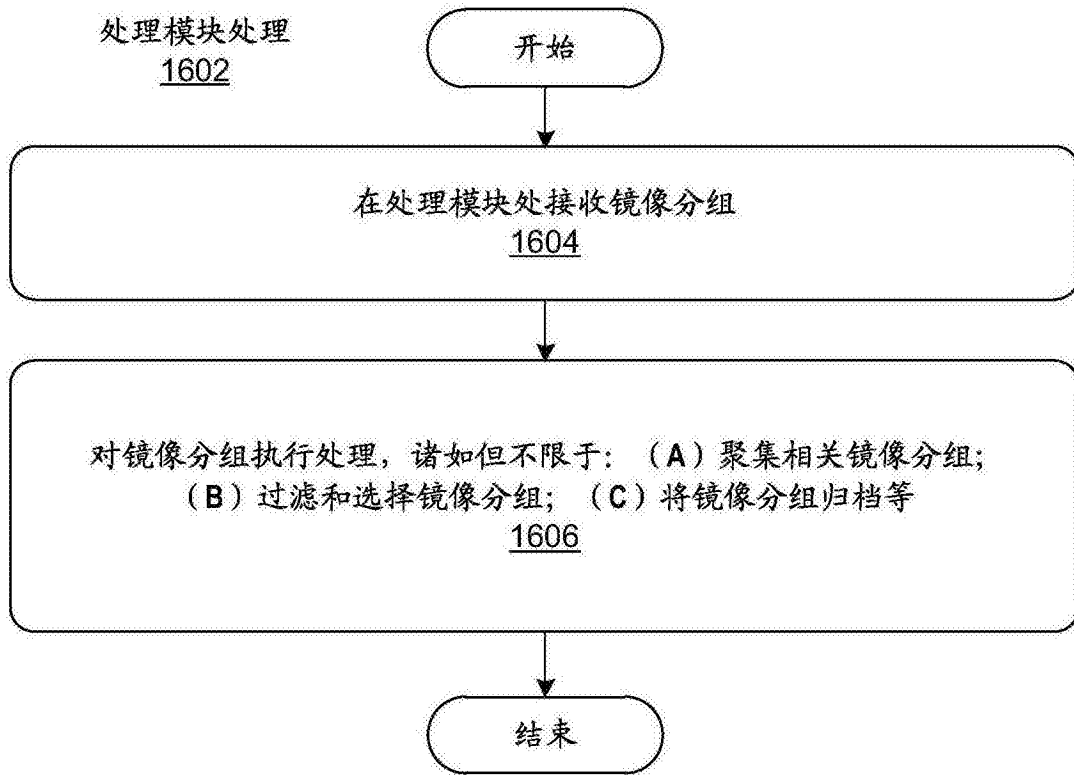 处理模块处理
1602
开始
在处理模块处接收镜像分组
1604
对镜像分组执行处理，诸如但不限于：（A）聚集相关镜像分组；
（B）过滤和选择镜像分组；（C）将镜像分组归档等
1606
结束